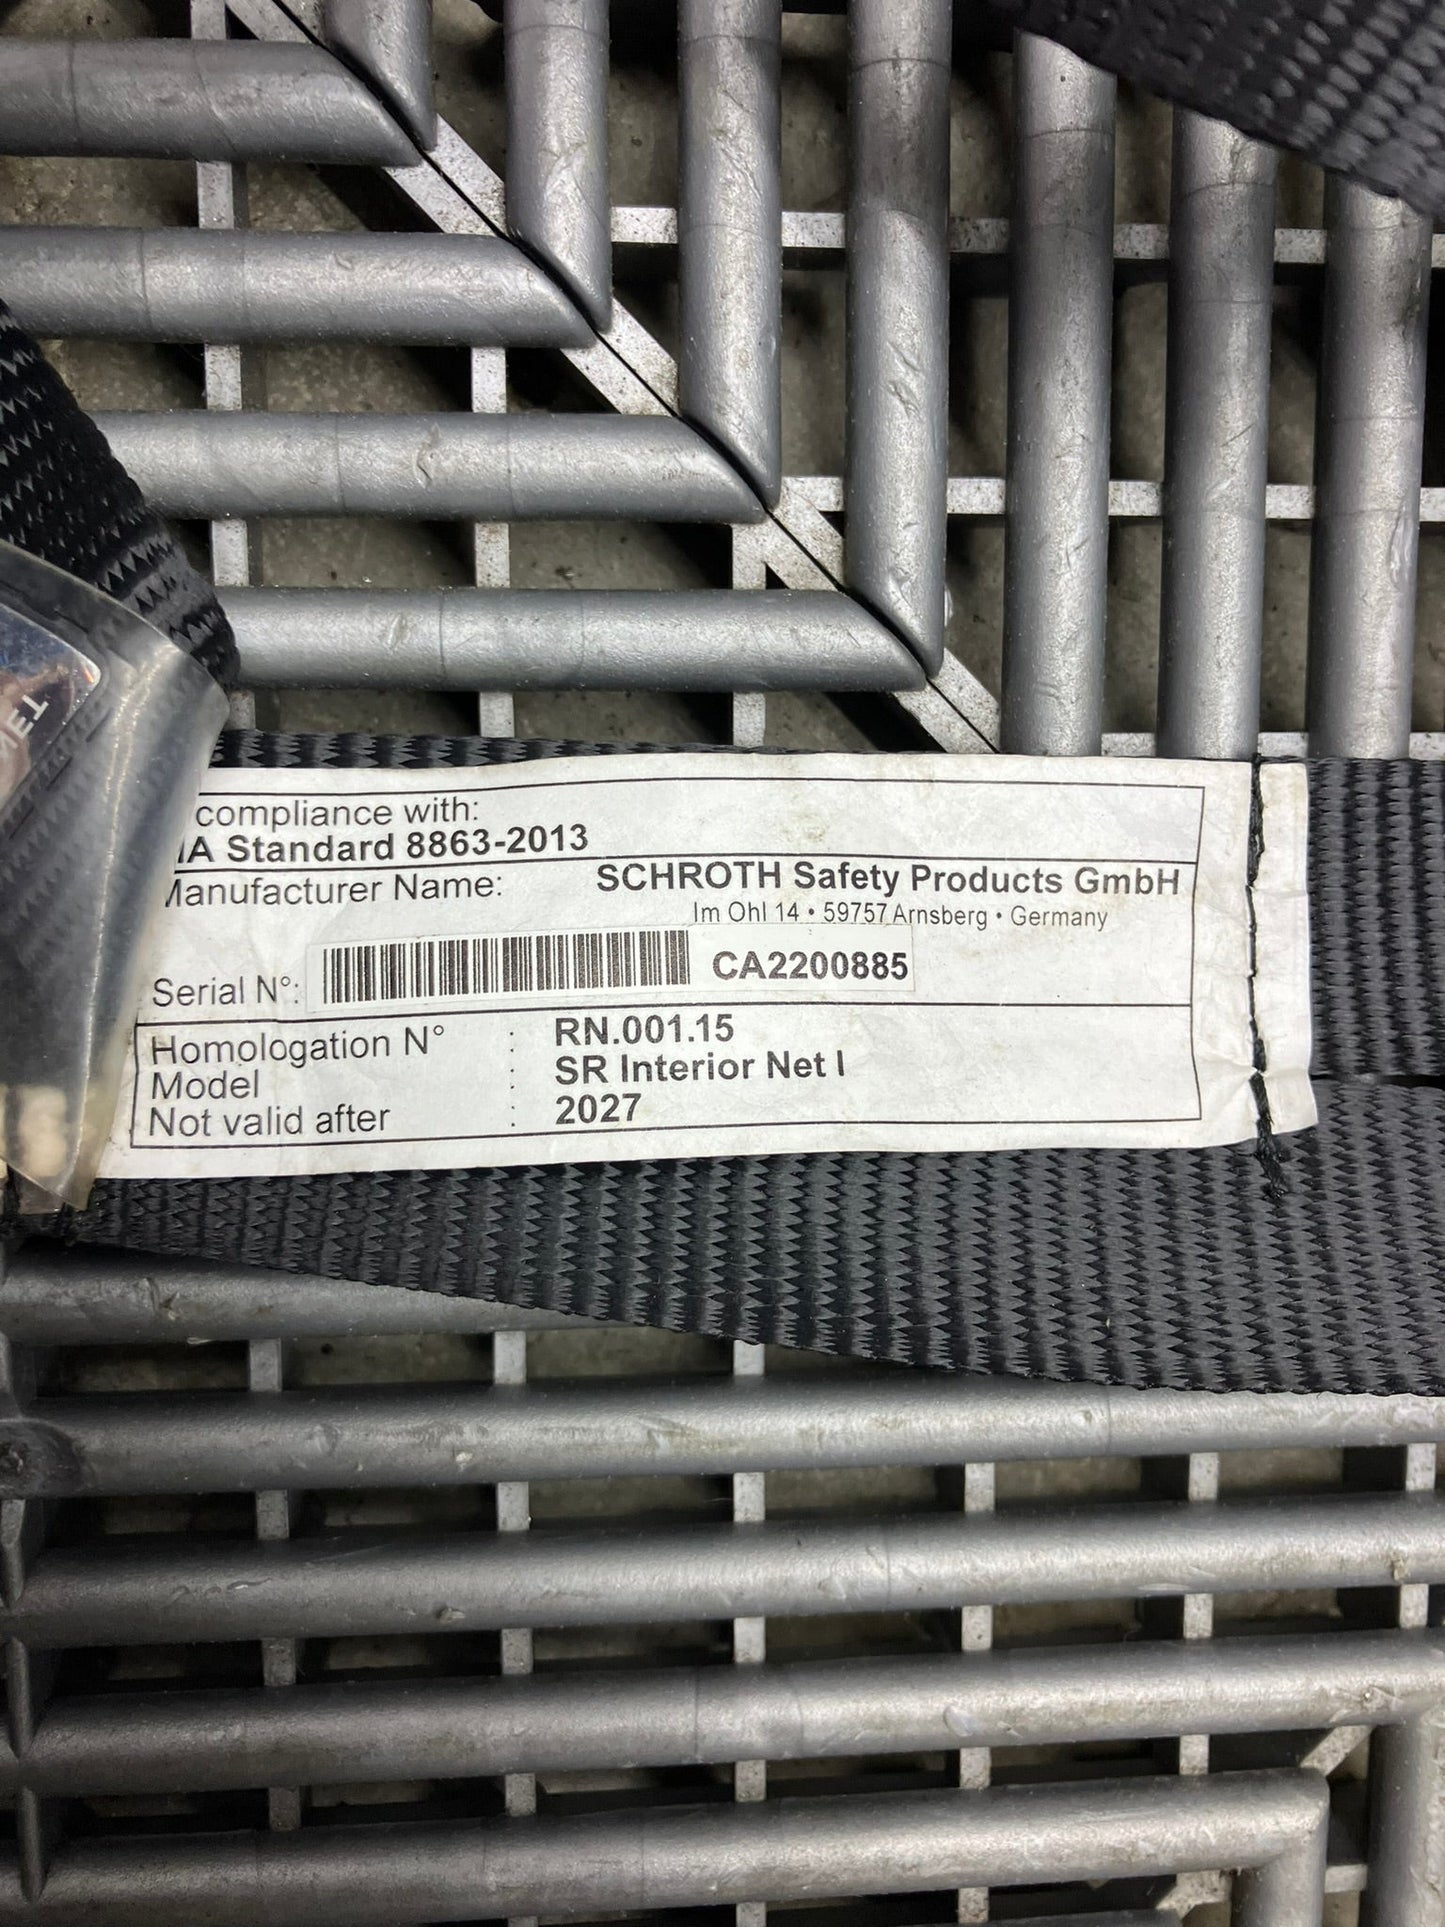 compliance with:
IA Standard 8863-2013
Manufacturer Name: SCHROTH Safety Products GmbH
Im Ohl 14 • 59757 Arnsberg • Germany
Serial N°: CA2200885
Homologation N° : RN.001.15
Model : SR Interior Net I
Not valid after : 2027